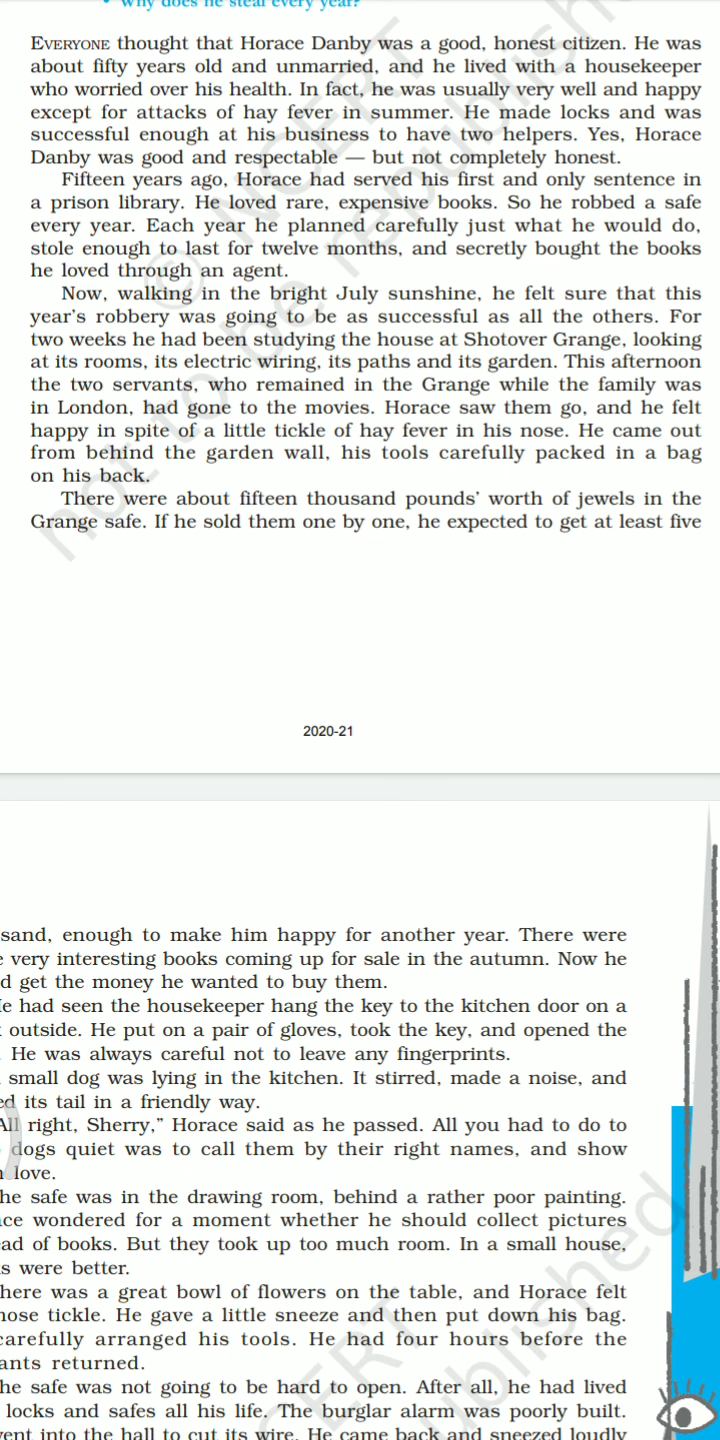 Why does he steal every year?
EVERYONE thought that Horace Danby was a good, honest citizen. He was
about fifty years old and unmarried, and he lived with a housekeeper
who worried over his health. In fact, he was usually very well and happy
except for attacks of hay fever in summer. He made locks and was
successful enough at his business to have two helpers. Yes, Horace
Danby was good and respectable — but not completely honest.
Fifteen years ago, Horace had served his first and only sentence in
a prison library. He loved rare, expensive books. So he robbed a safe
every year. Each year he planned carefully just what he would do,
stole enough to last for twelve months, and secretly bought the books
he loved through an agent.
Now, walking in the bright July sunshine, he felt sure that this
year's robbery was going to be as successful as all the others. For
two weeks he had been studying the house at Shotover Grange, looking
at its rooms, its electric wiring, its paths and its garden. This afternoon
the two servants, who remained in the Grange while the family was
in London, had gone to the movies. Horace saw them go, and he felt
happy in spite of a little tickle of hay fever in his nose. He came out
from behind the garden wall, his tools carefully packed in a bag
on his back.
There were about fifteen thousand pounds' worth of jewels in the
Grange safe. If he sold them one by one, he expected to get at least five
© NCERT
not to be republished
2020-21
sand, enough to make him happy for another year. There were
e very interesting books coming up for sale in the autumn. Now he
d get the money he wanted to buy them.
e had seen the housekeeper hang the key to the kitchen door on a
outside. He put on a pair of gloves, took the key, and opened the
He was always careful not to leave any fingerprints.
small dog was lying in the kitchen. It stirred, made a noise, and
ed its tail in a friendly way.
All right, Sherry," Horace said as he passed. All you had to do to
dogs quiet was to call them by their right names, and show
love.
he safe was in the drawing room, behind a rather poor painting.
ce wondered for a moment whether he should collect pictures
ad of books. But they took up too much room. In a small house,
s were better.
here was a great bowl of flowers on the table, and Horace felt
nose tickle. He gave a little sneeze and then put down his bag.
carefully arranged his tools. He had four hours before the
ants returned.
he safe was not going to be hard to open. After all, he had lived
locks and safes all his life. The burglar alarm was poorly built.
ent into the hall to cut its wire. He came back and sneezed loudly
CERT
ublished